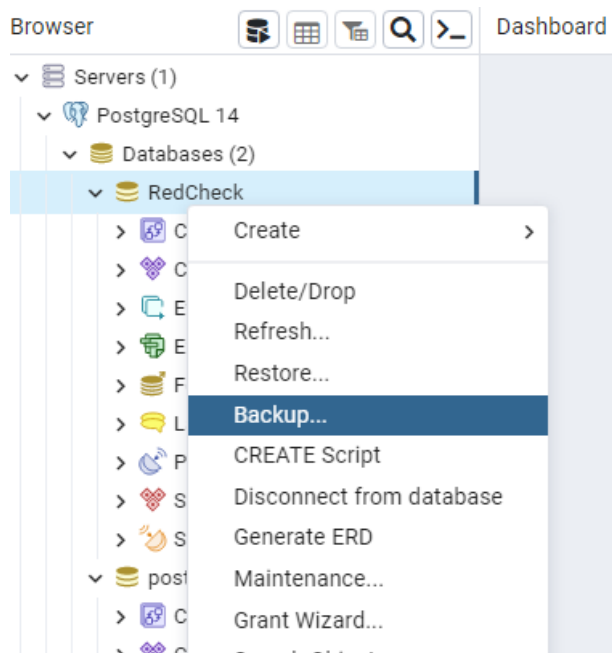 Browser
Dashboard
Servers (1)
PostgreSQL 14
Databases (2)
RedCheck
C
Create
C
Delete/Drop
E
Refresh...
E
Restore...
F
Backup...
L
CREATE Script
P
Disconnect from database
S
Generate ERD
S
Maintenance...
post
Grant Wizard...
C